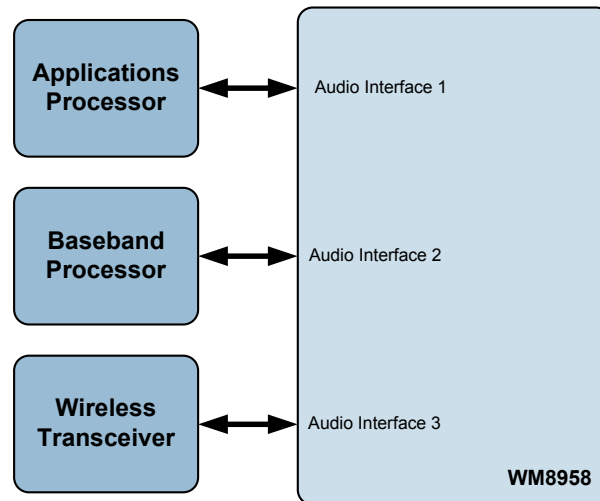 Applications
Processor
Audio Interface 1
Baseband
Processor
Audio Interface 2
Wireless
Transceiver
Audio Interface 3
WM8958